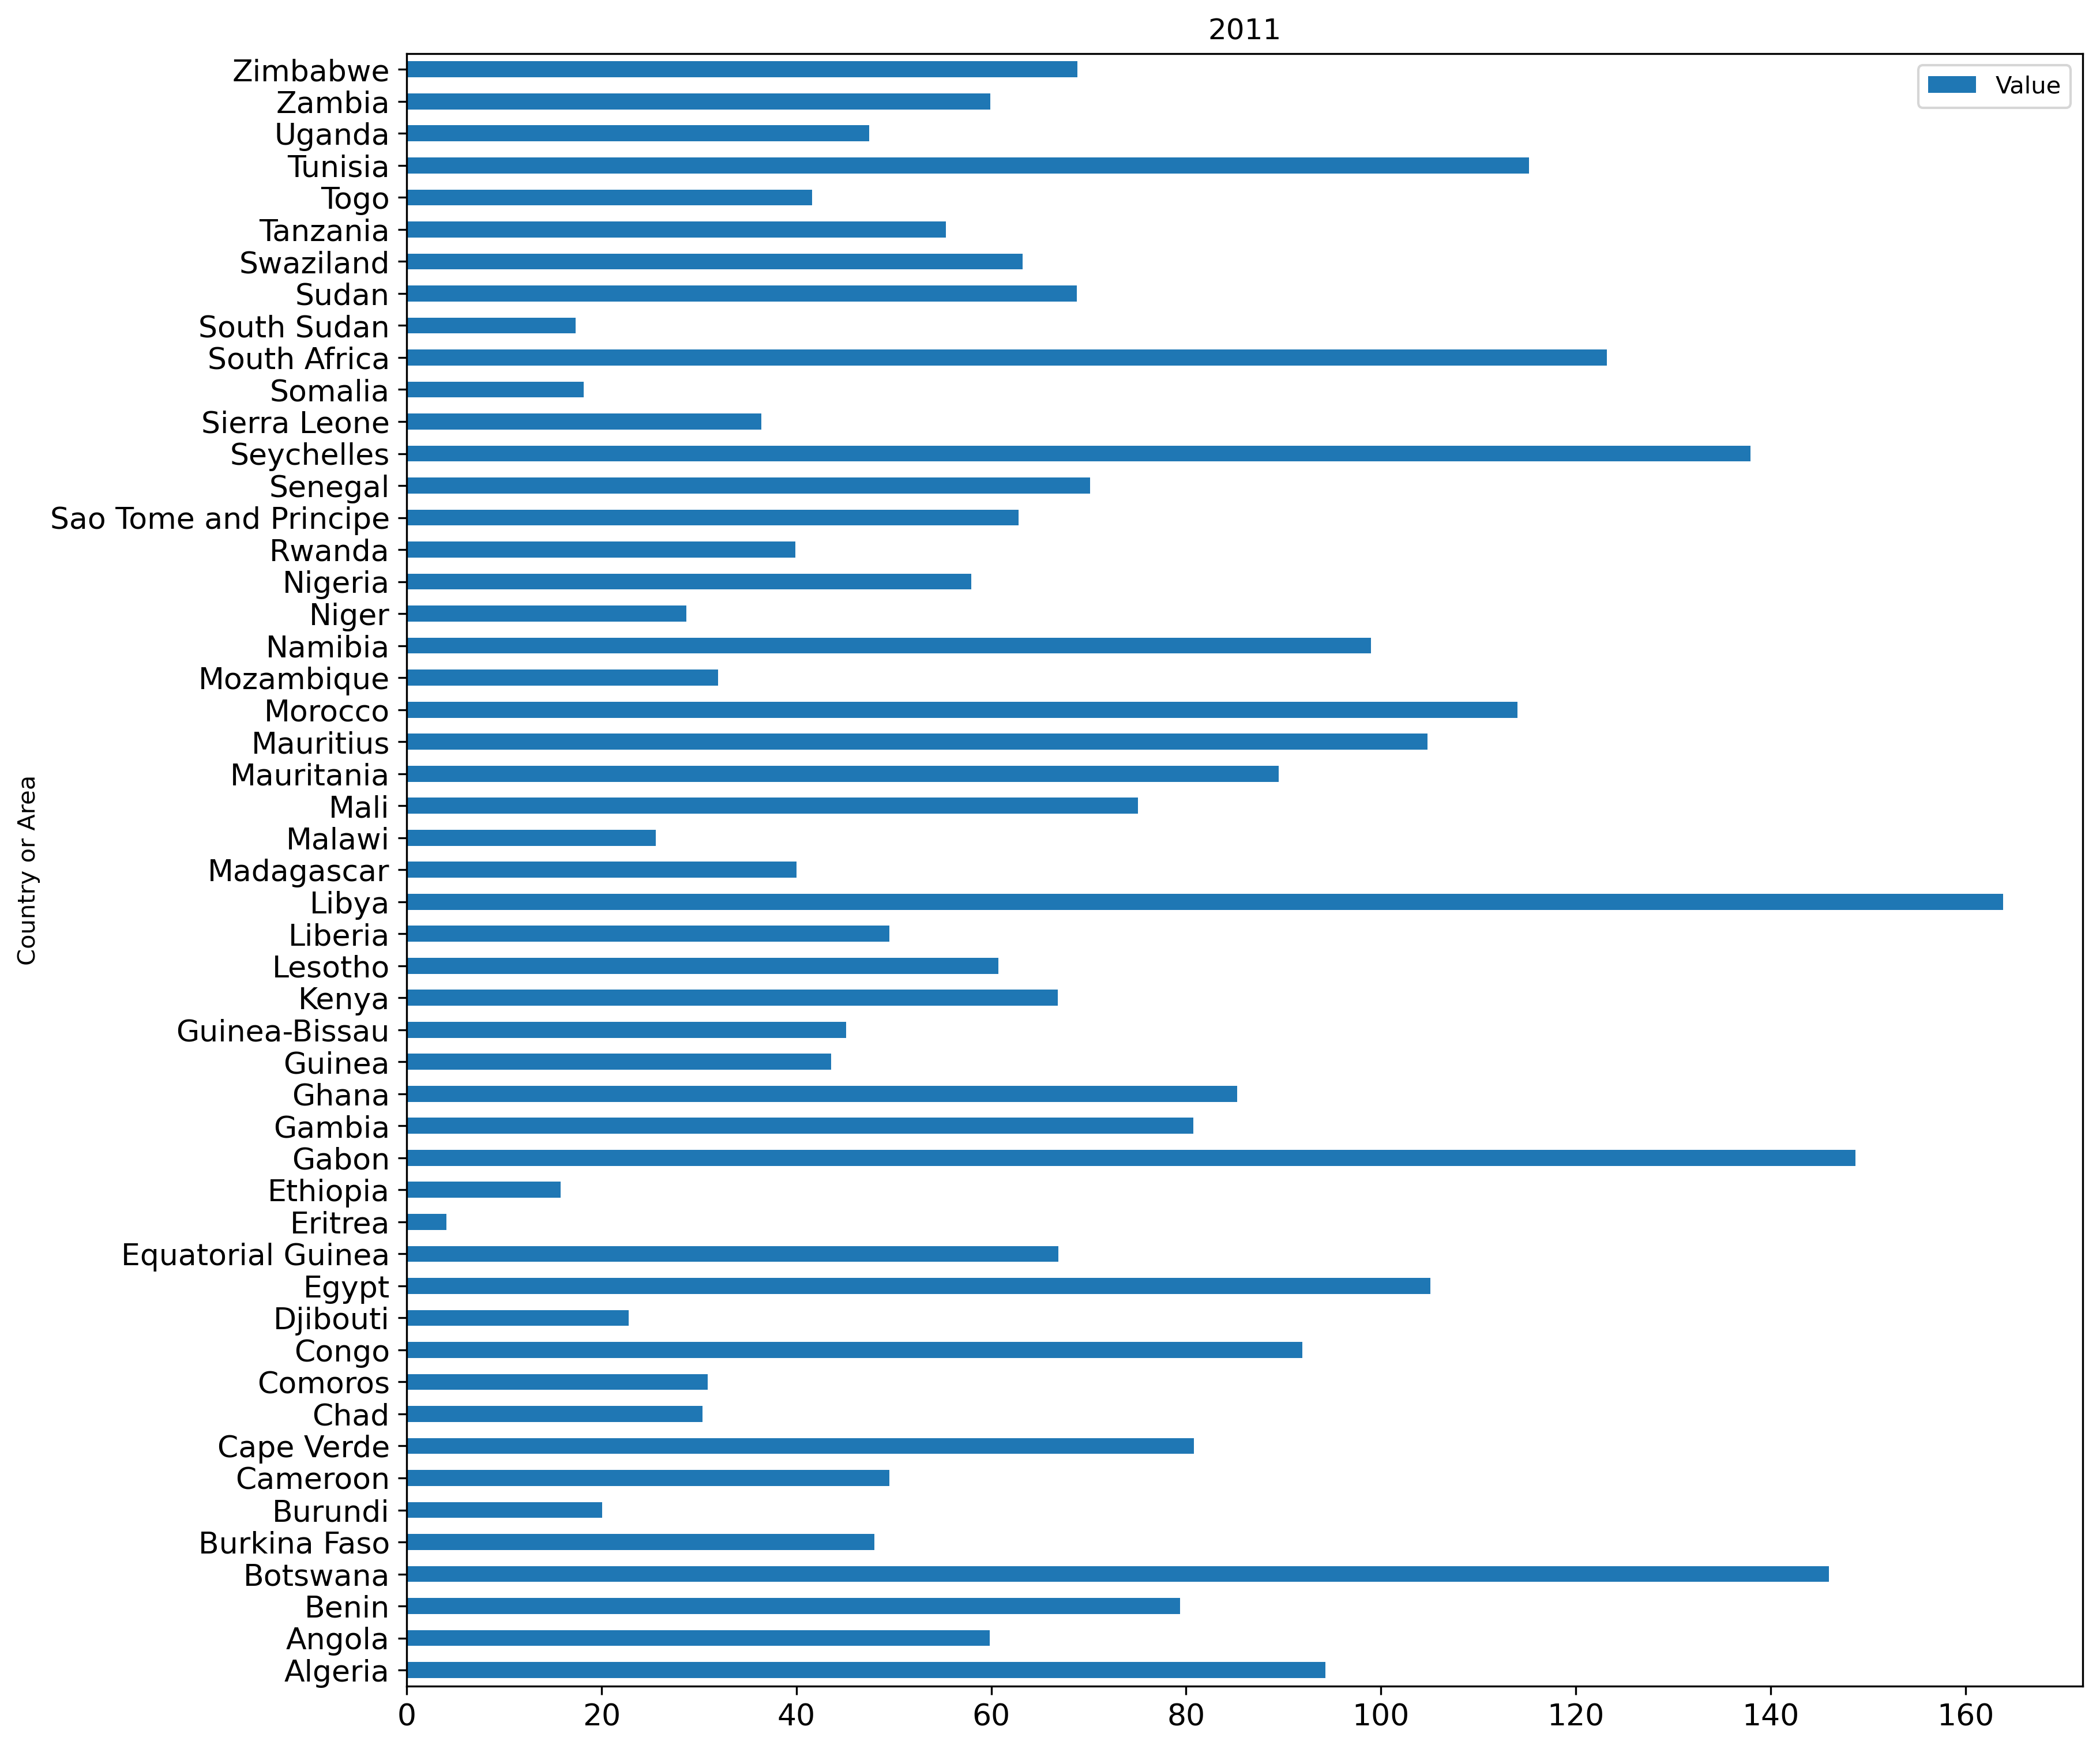 2011
Value
Country or Area
Zimbabwe
Zambia
Uganda
Tunisia
Togo
Tanzania
Swaziland
Sudan
South Sudan
South Africa
Somalia
Sierra Leone
Seychelles
Senegal
Sao Tome and Principe
Rwanda
Nigeria
Niger
Namibia
Mozambique
Morocco
Mauritius
Mauritania
Mali
Malawi
Madagascar
Libya
Liberia
Lesotho
Kenya
Guinea-Bissau
Guinea
Ghana
Gambia
Gabon
Ethiopia
Eritrea
Equatorial Guinea
Egypt
Djibouti
Congo
Comoros
Chad
Cape Verde
Cameroon
Burundi
Burkina Faso
Botswana
Benin
Angola
Algeria
0 20 40 60 80 100 120 140 160